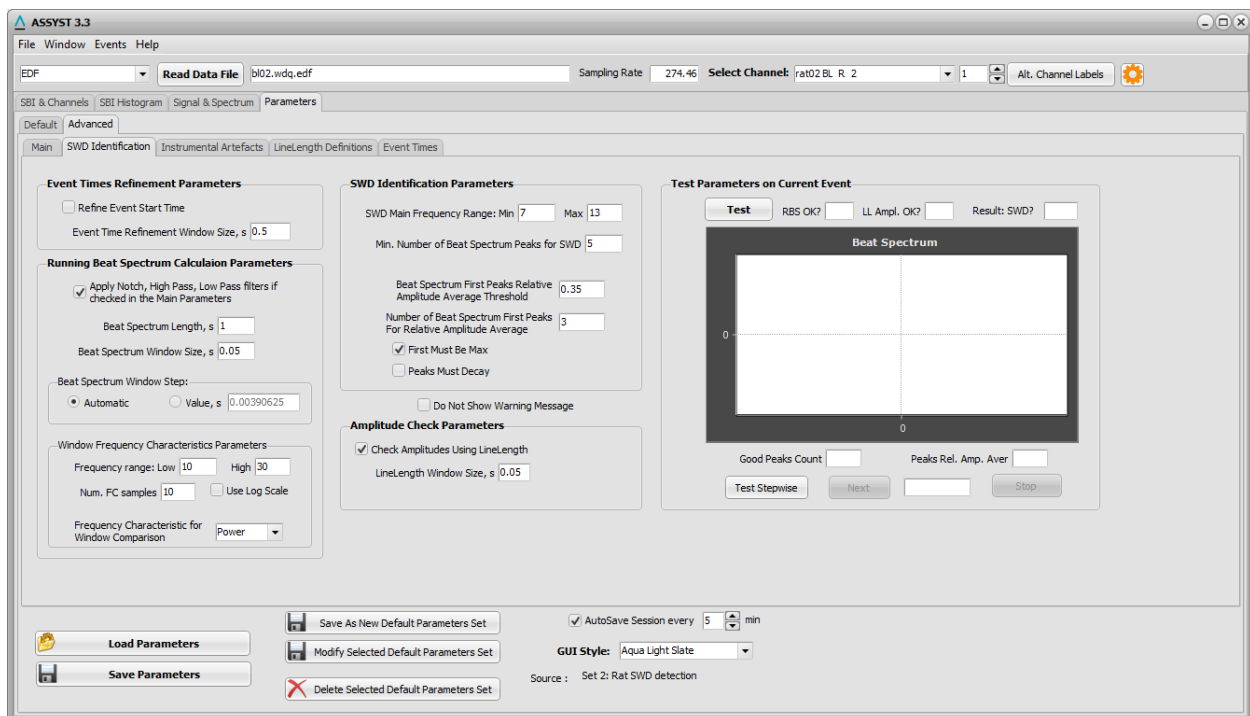 ASSYST 3.3
File Window Events Help
EDF Read Data File bl02.wdq.edf Sampling Rate 274.46 Select Channel: rat02 BL R 2 1 Alt. Channel Labels
SBI & Channels SBI Histogram Signal & Spectrum Parameters
Default Advanced
Main SWD Identification Instrumental Artefacts LineLength Definitions Event Times
Event Times Refinement Parameters
Refine Event Start Time
Event Time Refinement Window Size, s 0.5
Running Beat Spectrum Calculaion Parameters
Apply Notch, High Pass, Low Pass filters if
checked in the Main Parameters
Beat Spectrum Length, s 1
Beat Spectrum Window Size, s 0.05
Beat Spectrum Window Step:
Automatic Value, s 0.00390625
Window Frequency Characteristics Parameters
Frequency range: Low 10 High 30
Num. FC samples 10 Use Log Scale
Frequency Characteristic for
Window Comparison Power
SWD Identification Parameters
SWD Main Frequency Range: Min 7 Max 13
Min. Number of Beat Spectrum Peaks for SWD 5
Beat Spectrum First Peaks Relative
Amplitude Average Threshold 0.35
Number of Beat Spectrum First Peaks
For Relative Amplitude Average 3
First Must Be Max
Peaks Must Decay
Do Not Show Warning Message
Amplitude Check Parameters
Check Amplitudes Using LineLength
LineLength Window Size, s 0.05
Test Parameters on Current Event
Test RBS OK? LL Ampl. OK? Result: SWD?
Beat Spectrum
0
0
Good Peaks Count Peaks Rel. Amp. Aver
Test Stepwise Next Stop
Load Parameters
Save Parameters
Save As New Default Parameters Set
Modify Selected Default Parameters Set
Delete Selected Default Parameters Set
AutoSave Session every 5 min
GUI Style: Aqua Light Slate
Source : Set 2: Rat SWD detection